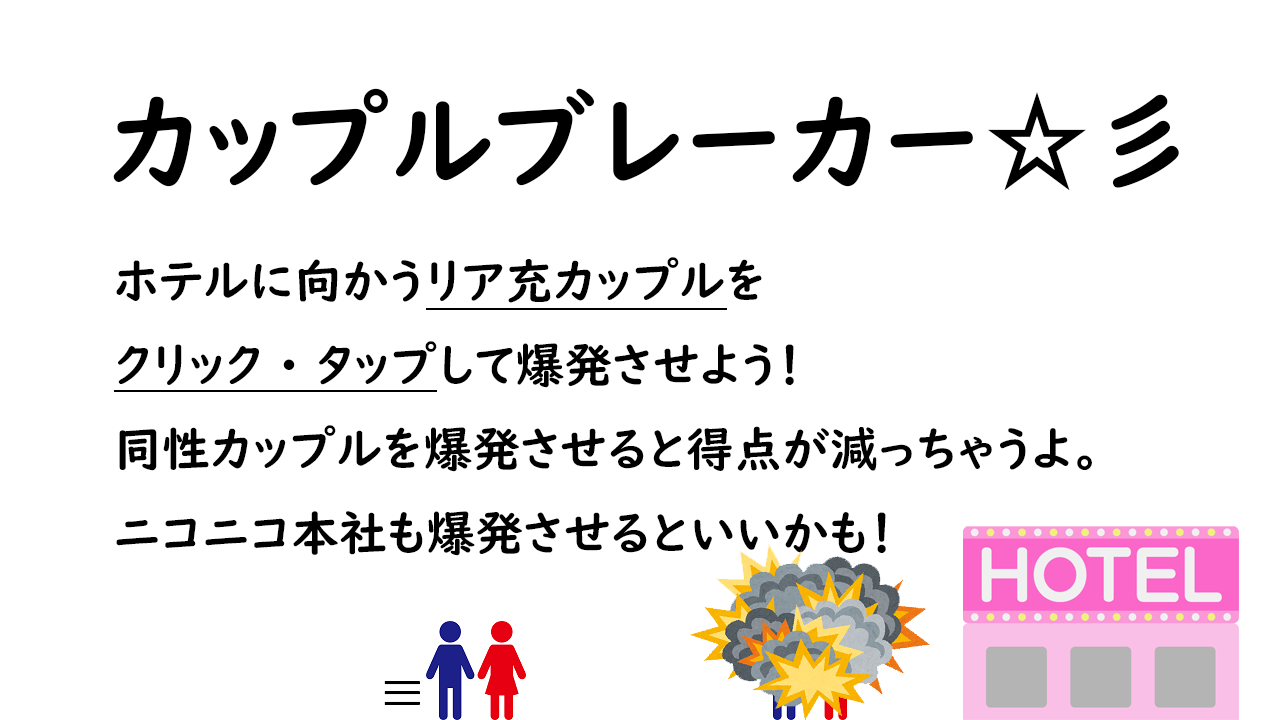 カップルブレーカー☆彡
ホテルに向かうリア充カップルを
クリック・タップして爆発させよう！
同性カップルを爆発させると得点が減っちゃうよ。
ニコニコ本社も爆発させるといいかも！
HOTEL